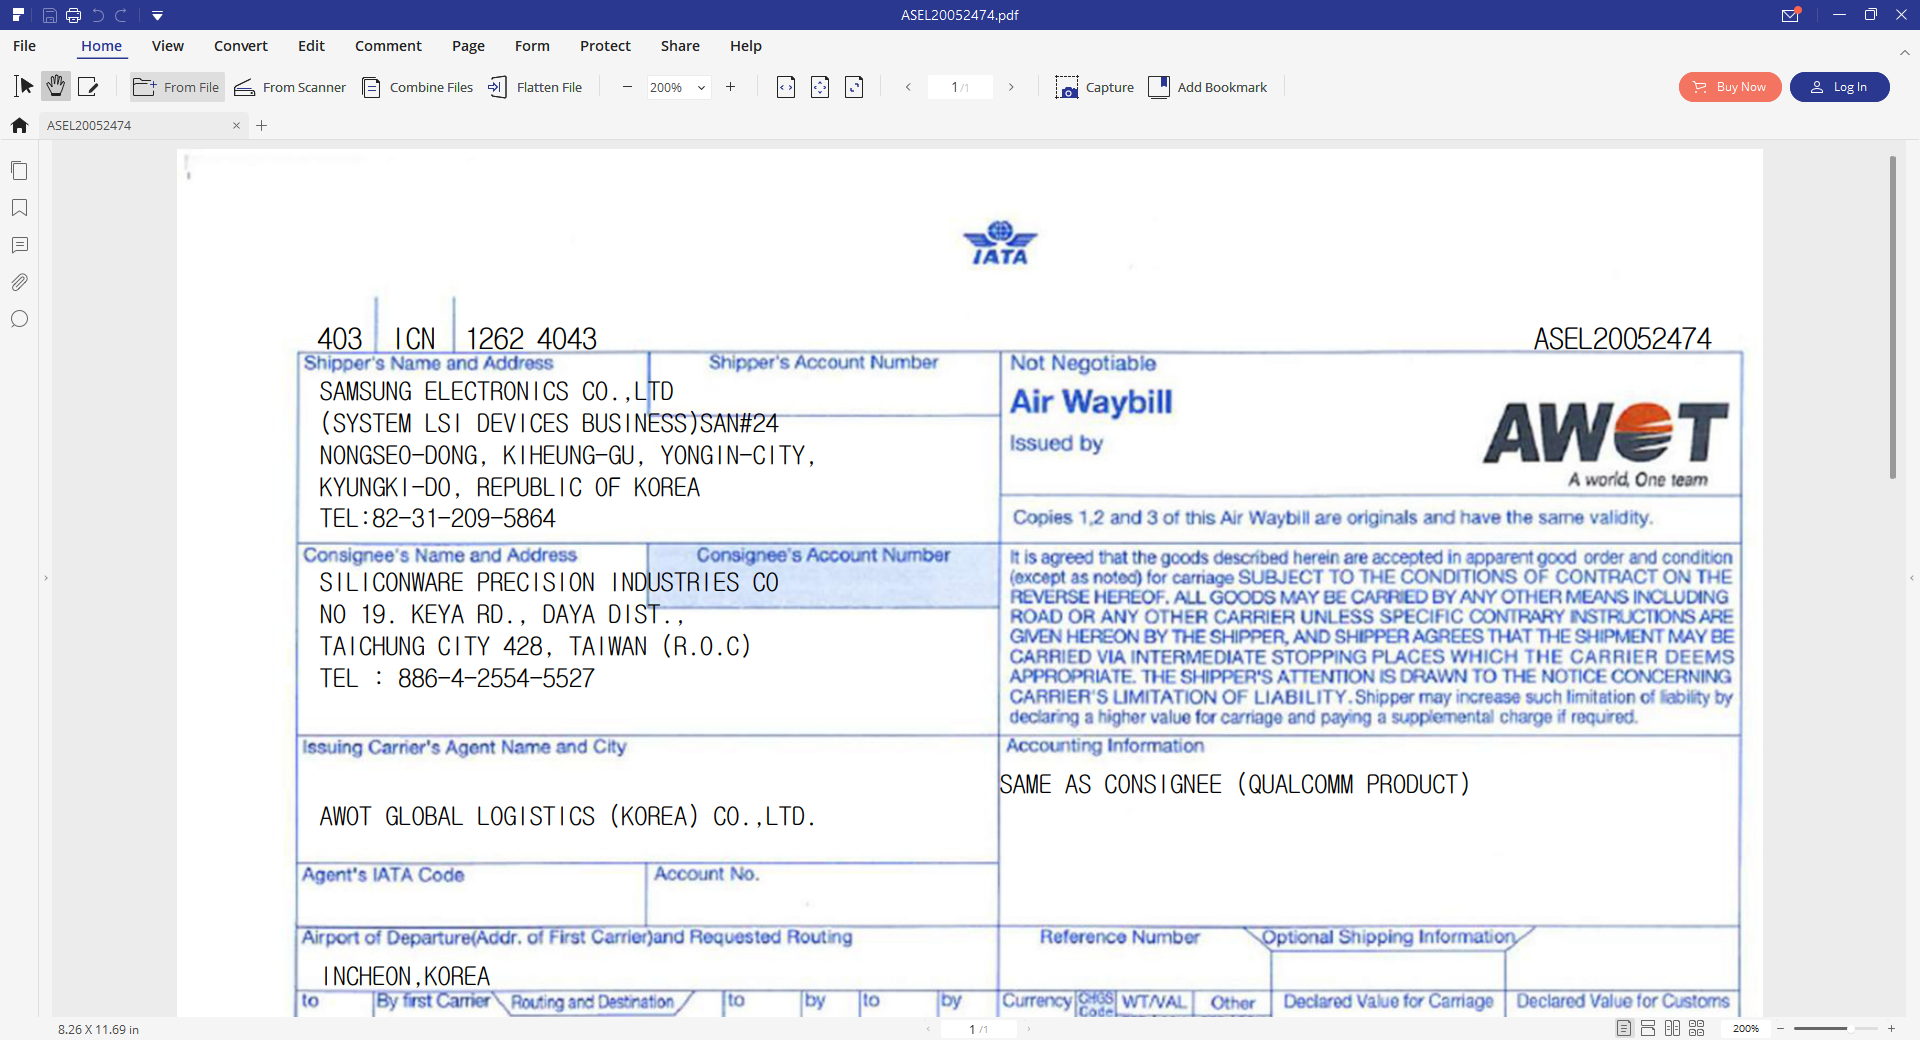 ASEL20052474.pdf
File Home View Convert Edit Comment Page Form Protect Share Help
From File From Scanner Combine Files Flatten File 200% 1 /1 Capture Add Bookmark Buy Now Log In
ASEL20052474
IATA
403 ICN 1262 4043 ASEL20052474
Shipper's Name and Address
Shipper's Account Number
SAMSUNG ELECTRONICS CO.,LTD
(SYSTEM LSI DEVICES BUSINESS)SAN#24
NONGSEO-DONG, KIHEUNG-GU, YONGIN-CITY,
KYUNGKI-DO, REPUBLIC OF KOREA
TEL:82-31-209-5864
Not Negotiable
Air Waybill
Issued by
AWOT
A world, One team
Copies 1,2 and 3 of this Air Waybill are originals and have the same validity.
Consignee's Name and Address
Consignee's Account Number
SILICONWARE PRECISION INDUSTRIES CO
NO 19. KEYA RD., DAYA DIST.,
TAICHUNG CITY 428, TAIWAN (R.O.C)
TEL : 886-4-2554-5527
It is agreed that the goods described herein are accepted in apparent good order and condition
(except as noted) for carriage SUBJECT TO THE CONDITIONS OF CONTRACT ON THE
REVERSE HEREOF. ALL GOODS MAY BE CARRIED BY ANY OTHER MEANS INCLUDING
ROAD OR ANY OTHER CARRIER UNLESS SPECIFIC CONTRARY INSTRUCTIONS ARE
GIVEN HEREON BY THE SHIPPER, AND SHIPPER AGREES THAT THE SHIPMENT MAY BE
CARRIED VIA INTERMEDIATE STOPPING PLACES WHICH THE CARRIER DEEMS
APPROPRIATE. THE SHIPPER'S ATTENTION IS DRAWN TO THE NOTICE CONCERNING
CARRIER'S LIMITATION OF LIABILITY. Shipper may increase such limitation of liability by
declaring a higher value for carriage and paying a supplemental charge if required.
Issuing Carrier's Agent Name and City
AWOT GLOBAL LOGISTICS (KOREA) CO.,LTD.
Accounting Information
SAME AS CONSIGNEE (QUALCOMM PRODUCT)
Agent's IATA Code
Account No.
Airport of Departure(Addr. of First Carrier)and Requested Routing
INCHEON,KOREA
Reference Number
Optional Shipping Information
to By first Carrier Routing and Destination to by to by Currency CHGS Code WT/VAL Other Declared Value for Carriage Declared Value for Customs
8.26 X 11.69 in 1 /1 200%